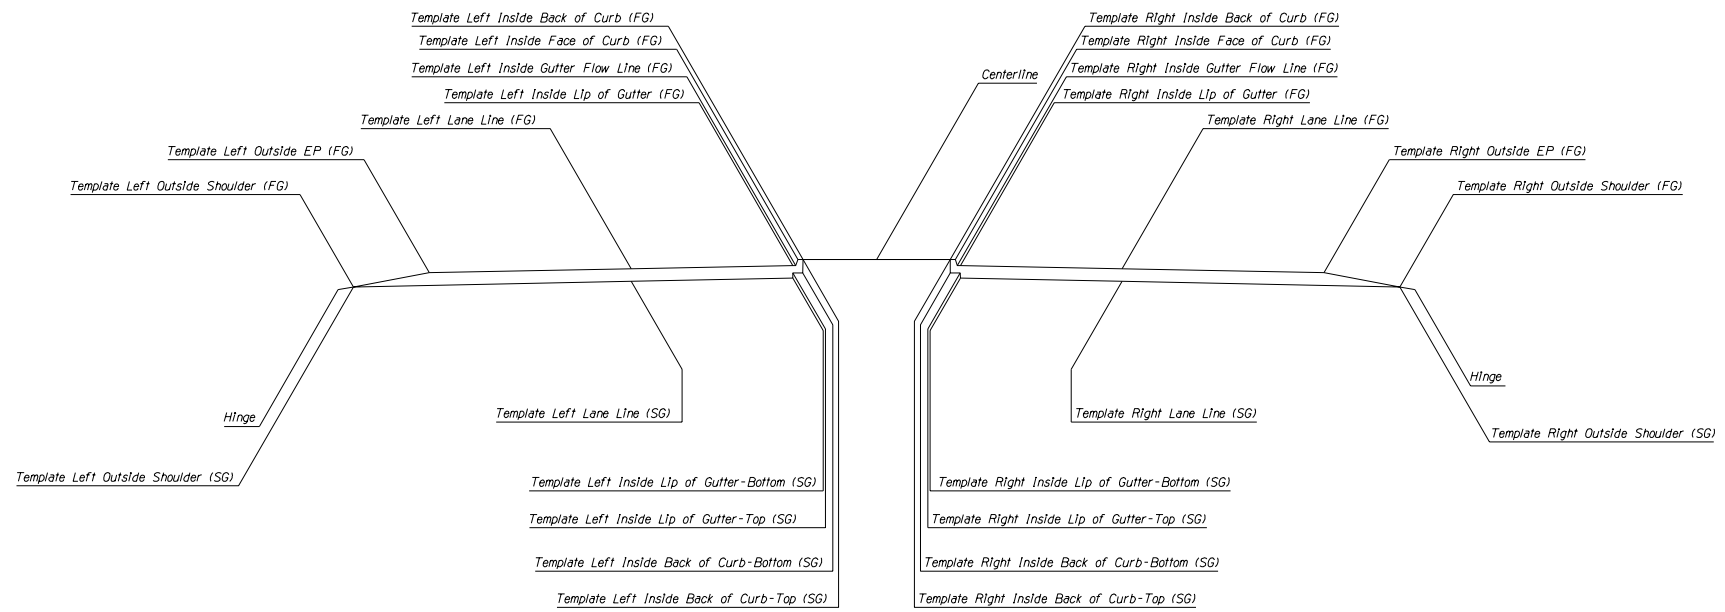 Template Left Inside Back of Curb (FG)
Template Left Inside Face of Curb (FG)
Template Left Inside Gutter Flow Line (FG)
Template Left Inside Lip of Gutter (FG)
Template Left Lane Line (FG)
Template Left Outside EP (FG)
Template Left Outside Shoulder (FG)
Centerline
Template Right Inside Back of Curb (FG)
Template Right Inside Face of Curb (FG)
Template Right Inside Gutter Flow Line (FG)
Template Right Inside Lip of Gutter (FG)
Template Right Lane Line (FG)
Template Right Outside EP (FG)
Template Right Outside Shoulder (FG)
Hinge
Template Left Outside Shoulder (SG)
Template Left Lane Line (SG)
Template Left Inside Lip of Gutter-Bottom (SG)
Template Left Inside Lip of Gutter-Top (SG)
Template Left Inside Back of Curb-Bottom (SG)
Template Left Inside Back of Curb-Top (SG)
Hinge
Template Right Outside Shoulder (SG)
Template Right Lane Line (SG)
Template Right Inside Lip of Gutter-Bottom (SG)
Template Right Inside Lip of Gutter-Top (SG)
Template Right Inside Back of Curb-Bottom (SG)
Template Right Inside Back of Curb-Top (SG)